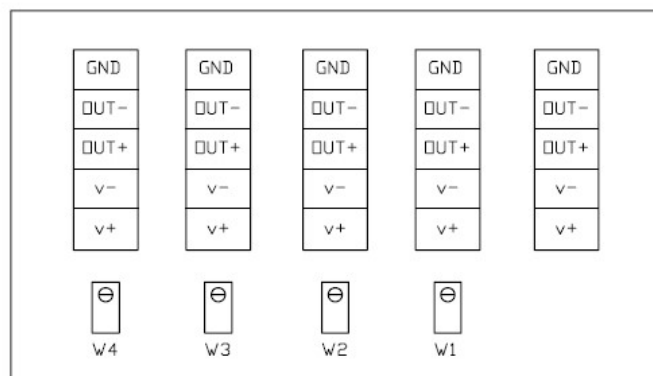 GND GND GND GND GND
OUT- OUT- OUT- OUT- OUT-
OUT+ OUT+ OUT+ OUT+ OUT+
v- v- v- v- v-
v+ v+ v+ v+ v+
W4 W3 W2 W1